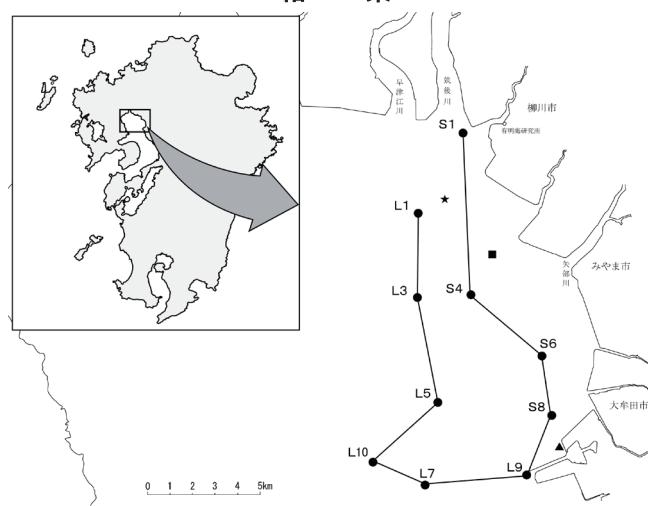 早津江川
筑後川
柳川市
S1
有明海研究所
L1
矢部川
みやま市
L3
S4
S6
L5
S8
大牟田市
L10
L7
L9
0 1 2 3 4 5km